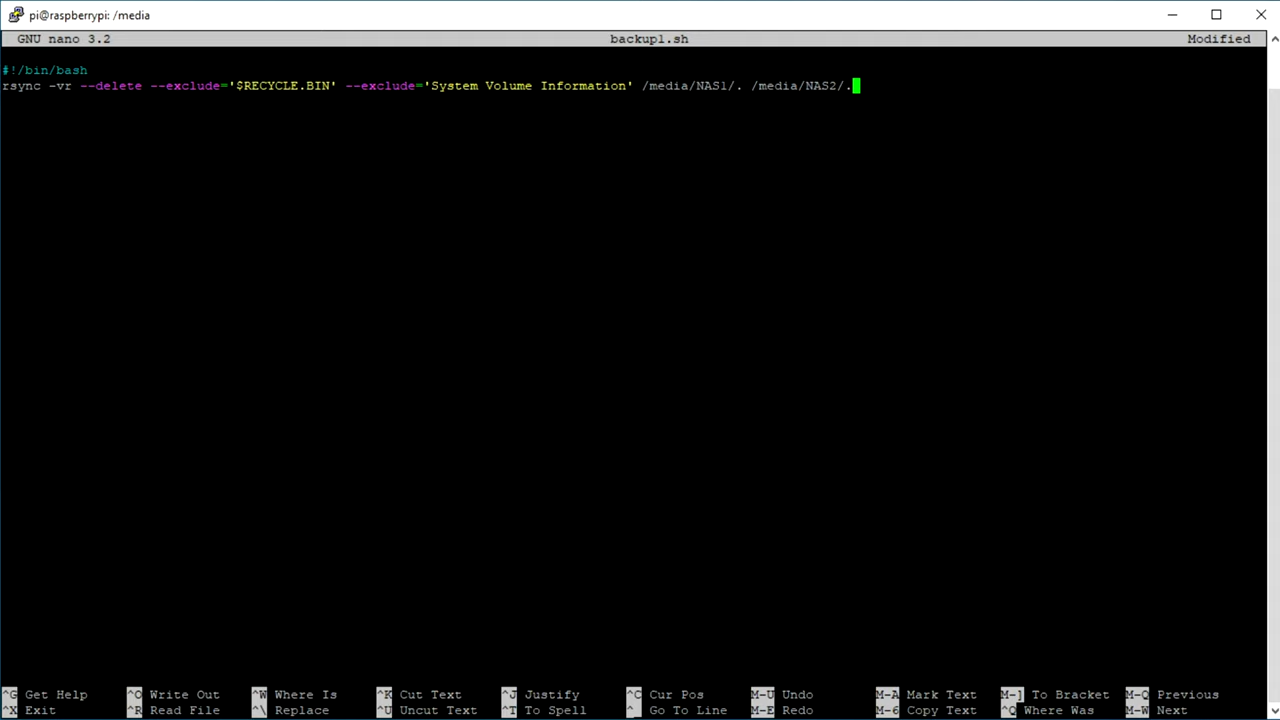 pi@raspberrypi: /media
GNU nano 3.2 backup1.sh Modified
#!/bin/bash
rsync -vr --delete --exclude='$RECYCLE.BIN' --exclude='System Volume Information' /media/NAS1/. /media/NAS2/.
^G Get Help ^O Write Out ^W Where Is ^K Cut Text ^J Justify ^C Cur Pos M-U Undo M-A Mark Text M-] To Bracket M-Q Previous
^X Exit ^R Read File ^\ Replace ^U Uncut Text ^T To Spell ^_ Go To Line M-E Redo M-6 Copy Text ^Q Where Was M-W Next